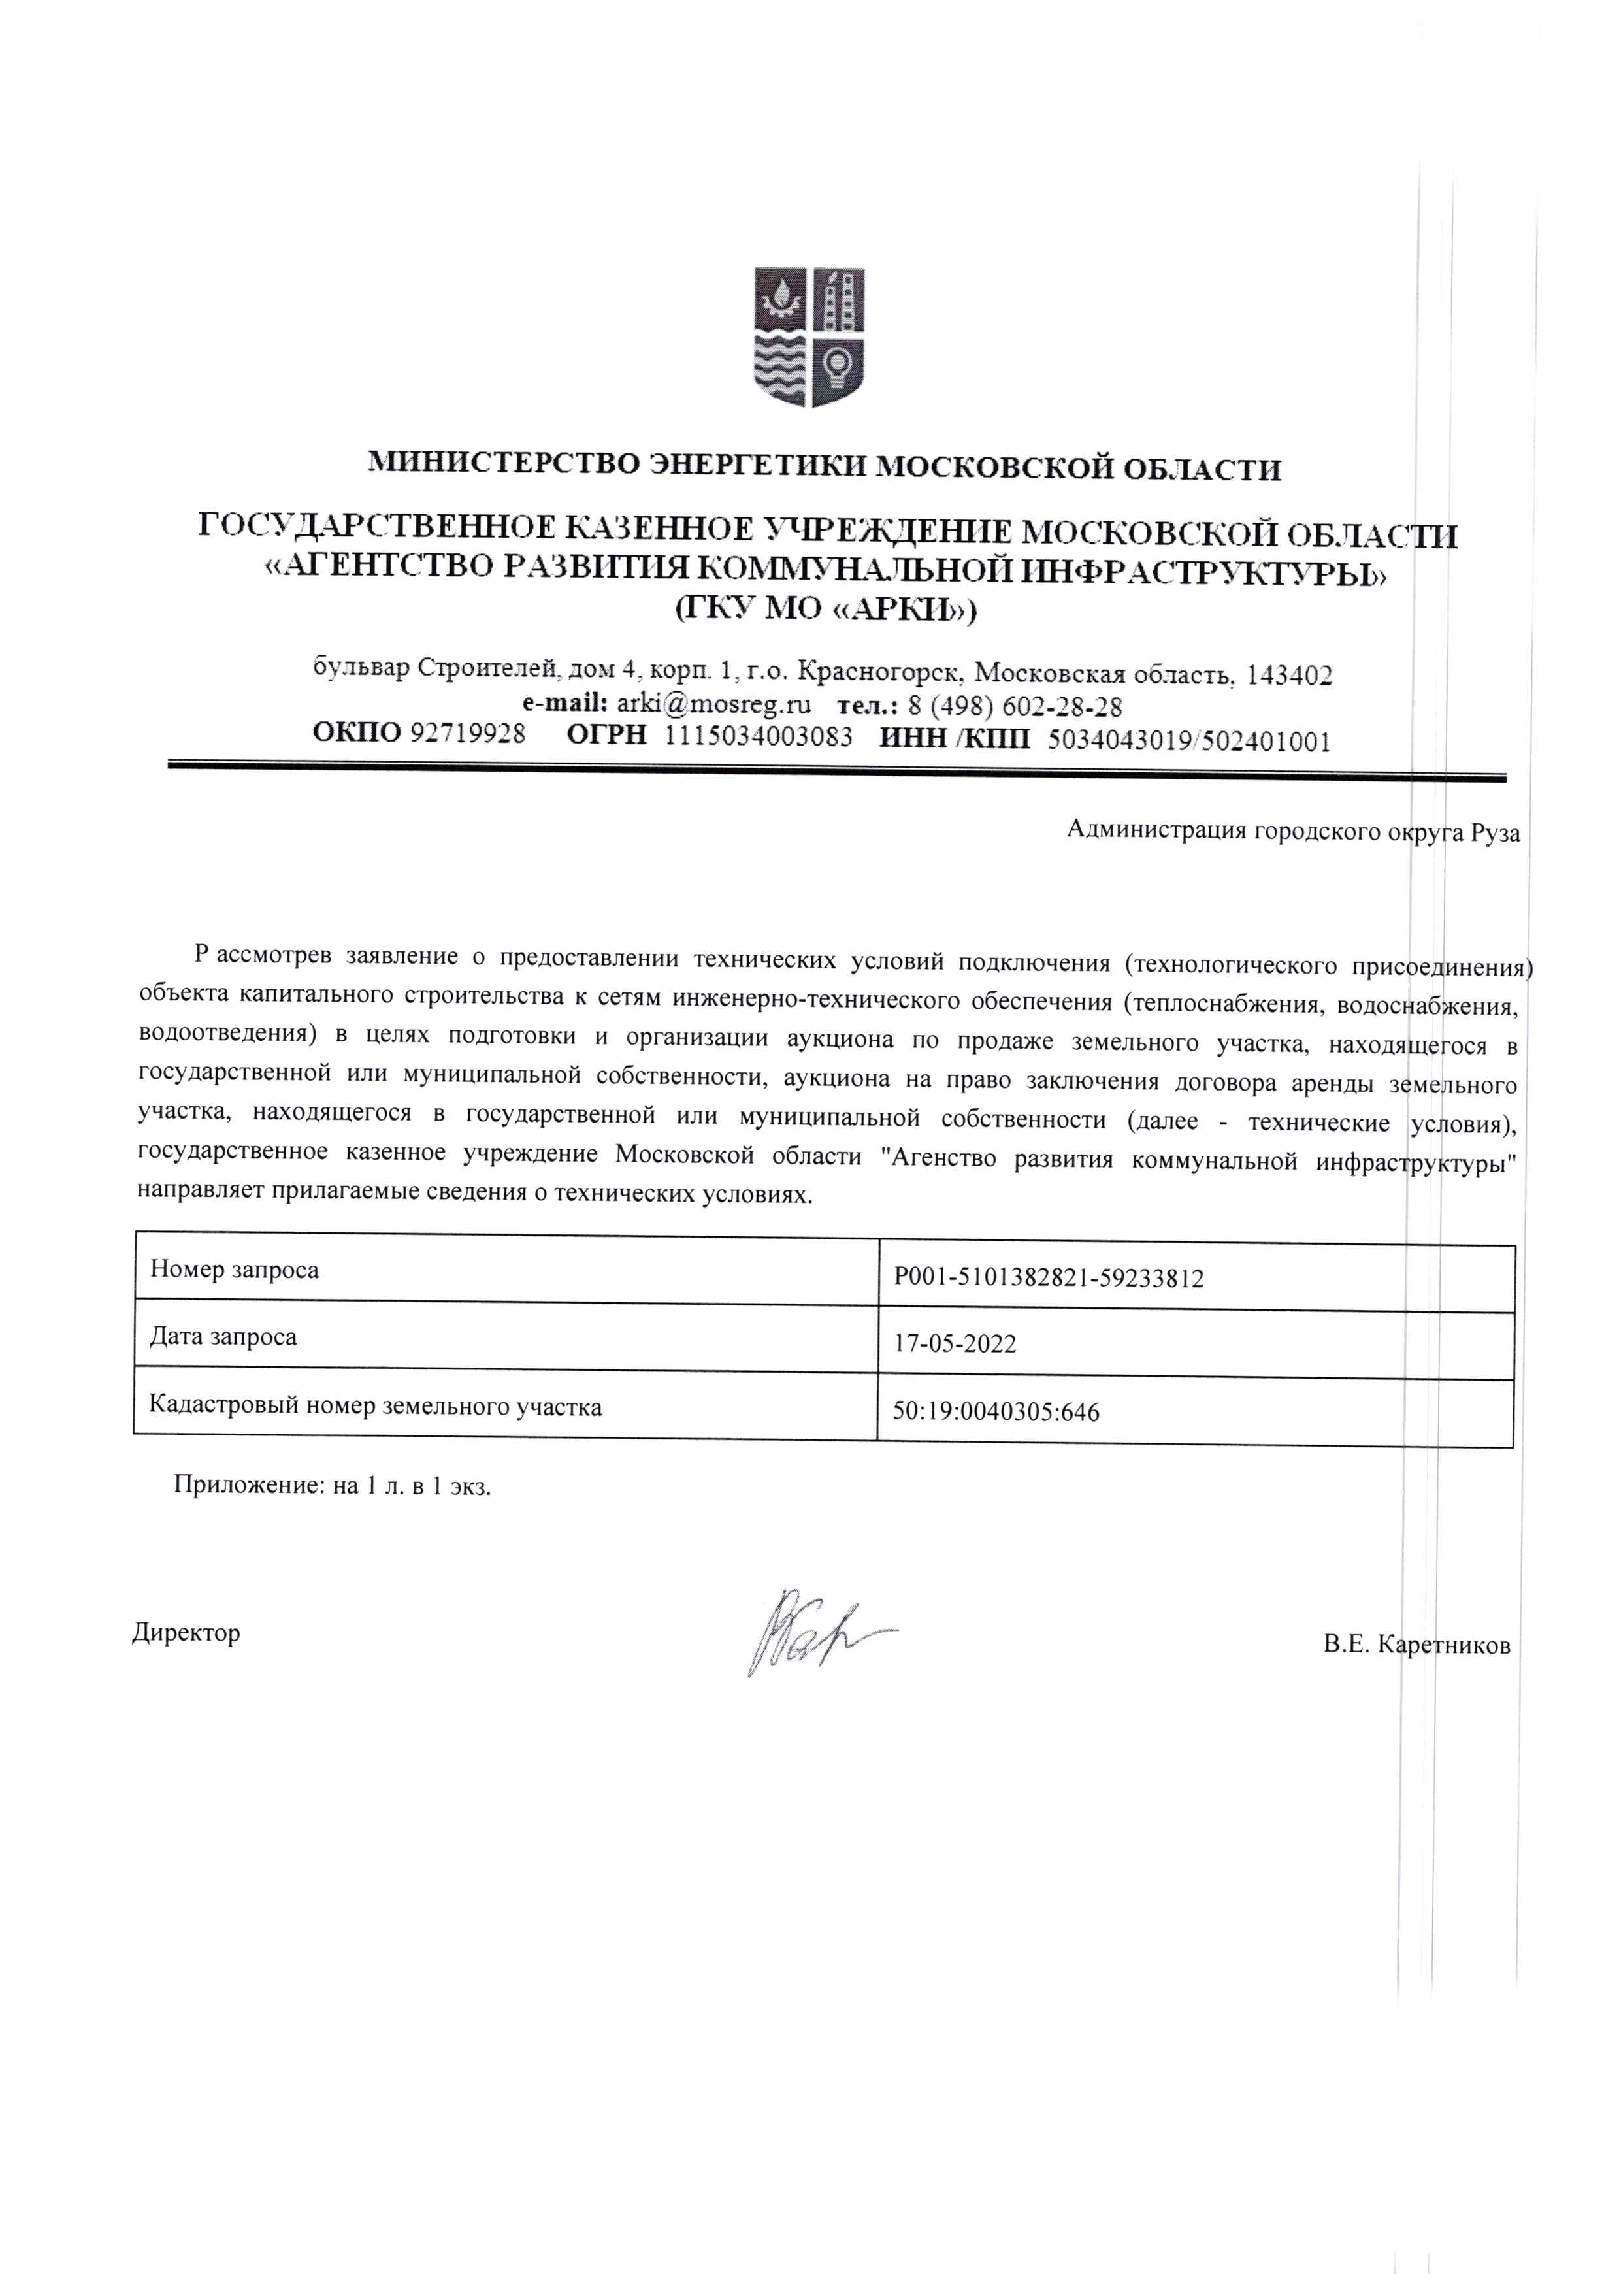 МИНИСТЕРСТВО ЭНЕРГЕТИКИ МОСКОВСКОЙ ОБЛАСТИ
ГОСУДАРСТВЕННОЕ КАЗЕННОЕ УЧРЕЖДЕНИЕ МОСКОВСКОЙ ОБЛАСТИ
«АГЕНТСТВО РАЗВИТИЯ КОММУНАЛЬНОЙ ИНФРАСТРУКТУРЫ»
(ГКУ МО «АРКИ»)
бульвар Строителей, дом 4, корп. 1, г.о. Красногорск, Московская область, 143402
e-mail: arki@mosreg.ru тел.: 8 (498) 602-28-28
ОКПО 92719928 ОГРН 1115034003083 ИНН /КПП 5034043019/502401001
Администрация городского округа Руза
Р ассмотрев заявление о предоставлении технических условий подключения (технологического присоединения)
объекта капитального строительства к сетям инженерно-технического обеспечения (теплоснабжения, водоснабжения,
водоотведения) в целях подготовки и организации аукциона по продаже земельного участка, находящегося в
государственной или муниципальной собственности, аукциона на право заключения договора аренды земельного
участка, находящегося в государственной или муниципальной собственности (далее - технические условия),
государственное казенное учреждение Московской области "Агенство развития коммунальной инфраструктуры"
направляет прилагаемые сведения о технических условиях.
Номер запроса P001-5101382821-59233812
Дата запроса 17-05-2022
Кадастровый номер земельного участка 50:19:0040305:646
Приложение: на 1 л. в 1 экз.
Директор В.Е. Каретников